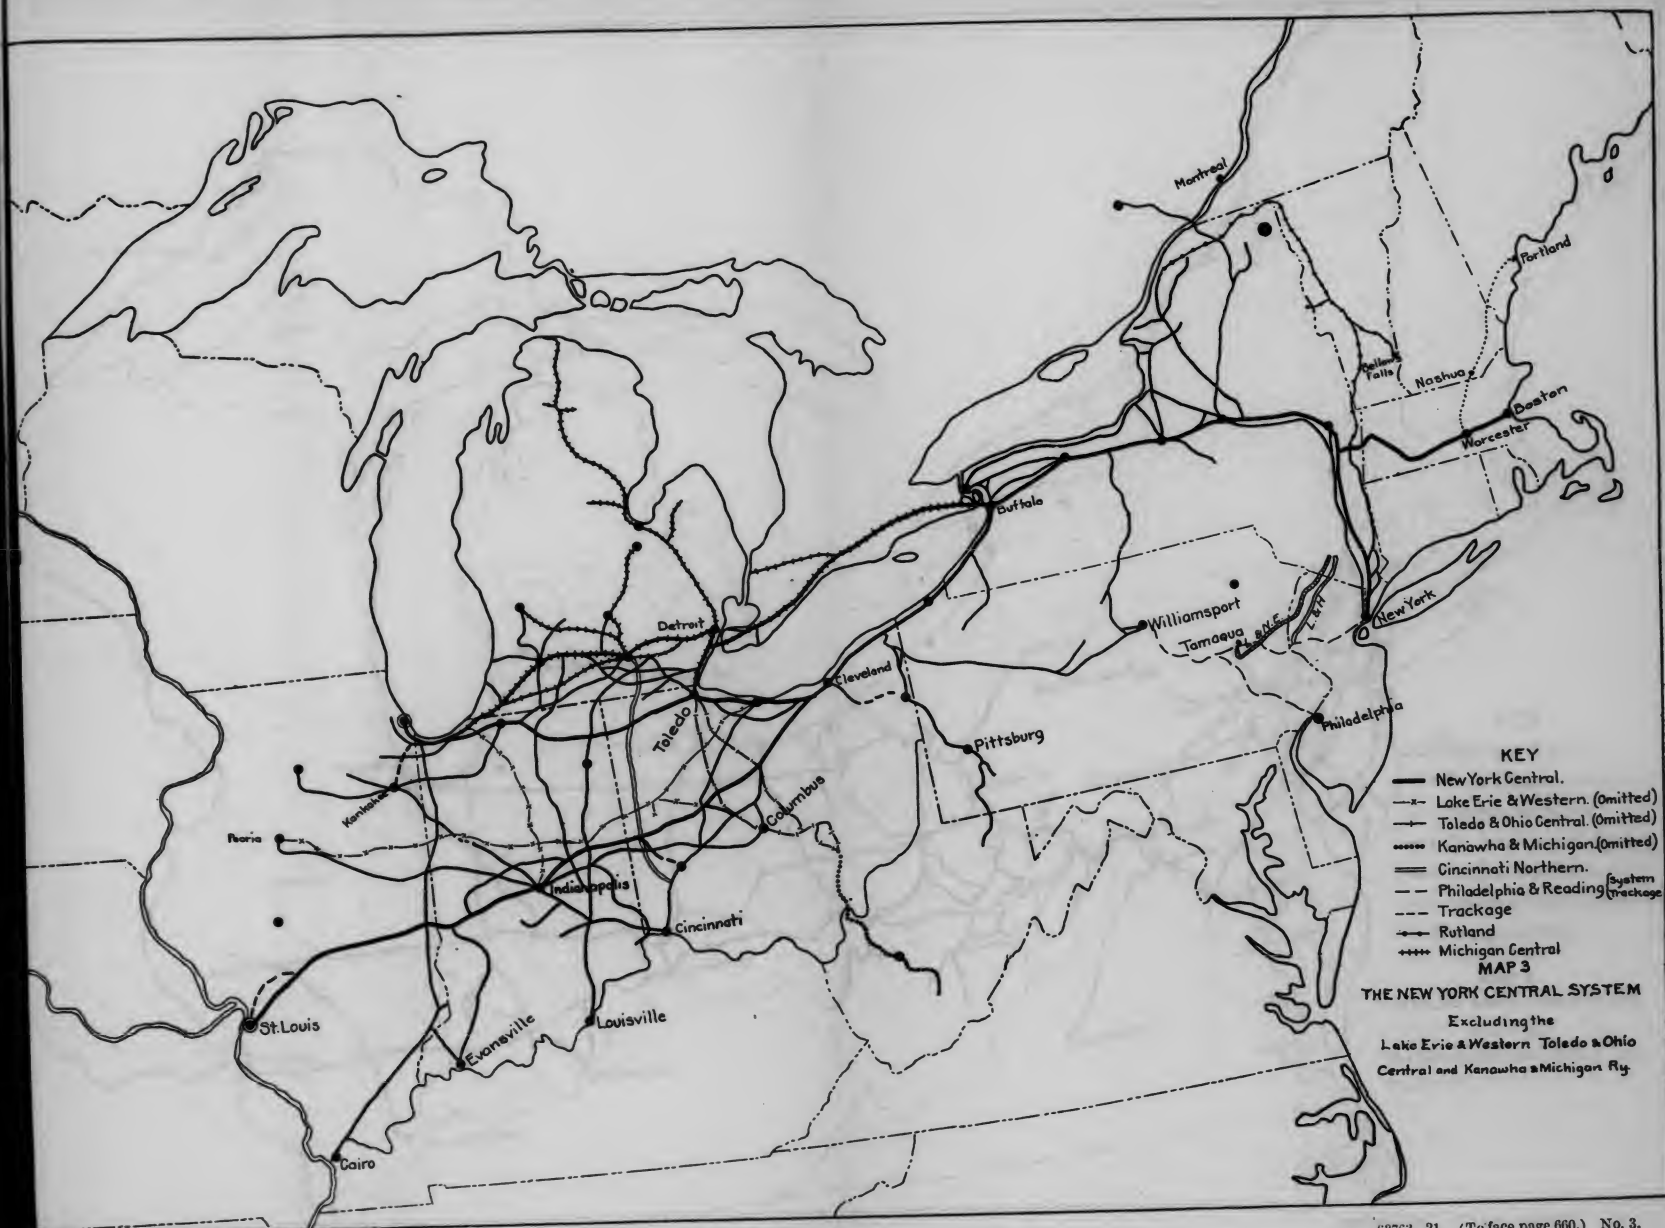 Montreal
Portland
Bellows
Falls
Nashua
Boston
Worcester
Buffalo
New York
Williamsport
Tamaqua
L. & N.E.
L. & H
Detroit
Cleveland
Toledo
Philadelphia
Pittsburg
Kankakee
Columbus
Peoria
Indianapolis
Cincinnati
St. Louis
Evansville
Louisville
Cairo
KEY
New York Central.
Lake Erie & Western. (Omitted)
Toledo & Ohio Central. (Omitted)
Kanawha & Michigan. (Omitted)
Cincinnati Northern.
Philadelphia & Reading (System Trackage
Trackage
Rutland
Michigan Central
MAP 3
THE NEW YORK CENTRAL SYSTEM
Excluding the
Lake Erie & Western Toledo & Ohio
Central and Kanawha & Michigan Ry.
21. (To face page 660.) No. 3.